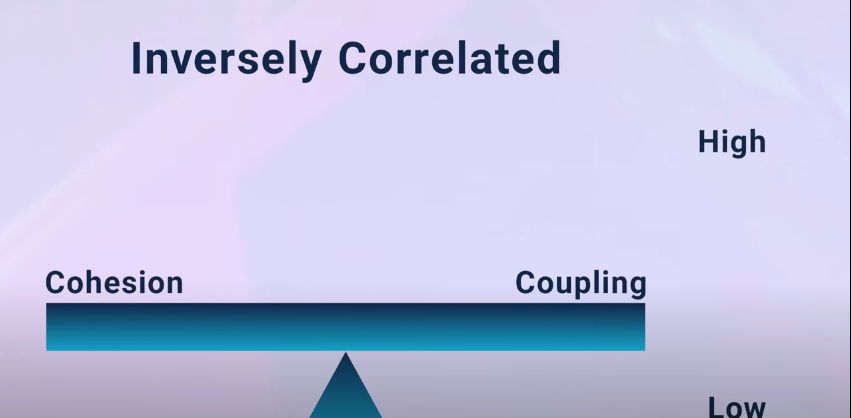 Inversely Correlated
High
Cohesion
Coupling
Low